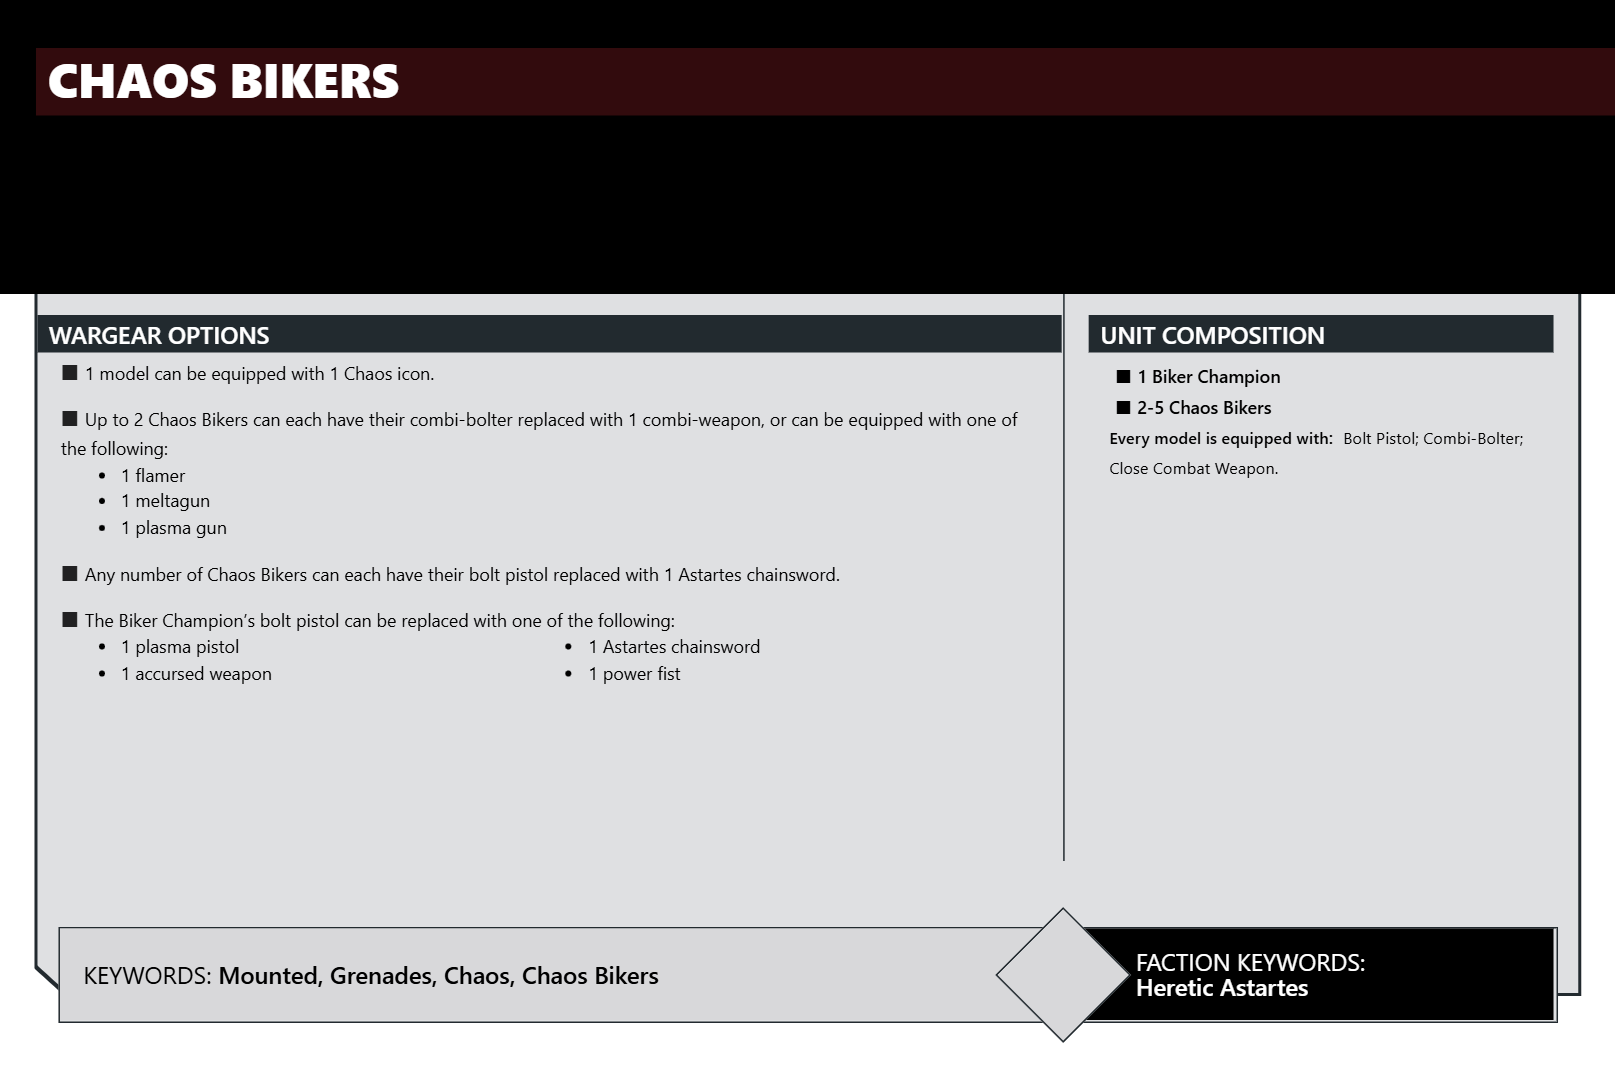 CHAOS BIKERS
WARGEAR OPTIONS
■ 1 model can be equipped with 1 Chaos icon.
■ Up to 2 Chaos Bikers can each have their combi-bolter replaced with 1 combi-weapon, or can be equipped with one of
the following:
• 1 flamer
• 1 meltagun
• 1 plasma gun
■ Any number of Chaos Bikers can each have their bolt pistol replaced with 1 Astartes chainsword.
■ The Biker Champion’s bolt pistol can be replaced with one of the following:
• 1 plasma pistol
• 1 accursed weapon
• 1 Astartes chainsword
• 1 power fist
UNIT COMPOSITION
■ 1 Biker Champion
■ 2-5 Chaos Bikers
Every model is equipped with: Bolt Pistol; Combi-Bolter;
Close Combat Weapon.
KEYWORDS: Mounted, Grenades, Chaos, Chaos Bikers
FACTION KEYWORDS:
Heretic Astartes